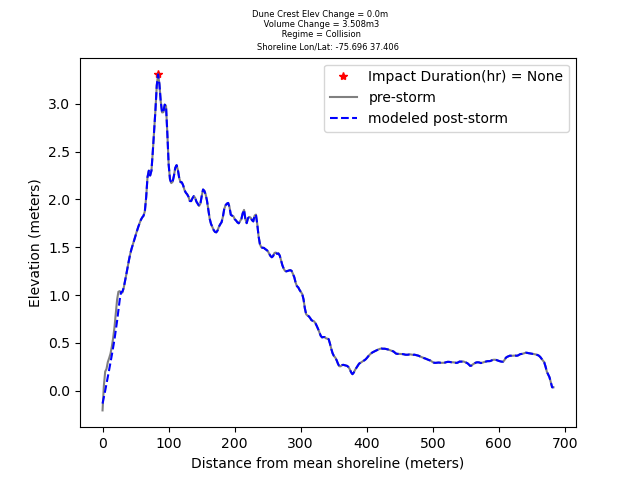 Dune Crest Elev Change = 0.0m
Volume Change = 3.508m3
Regime = Collision
Shoreline Lon/Lat: -75.696 37.406
Impact Duration(hr) = None
pre-storm
modeled post-storm
Elevation (meters)
3.0
2.5
2.0
1.5
1.0
0.5
0.0
0 100 200 300 400 500 600 700
Distance from mean shoreline (meters)